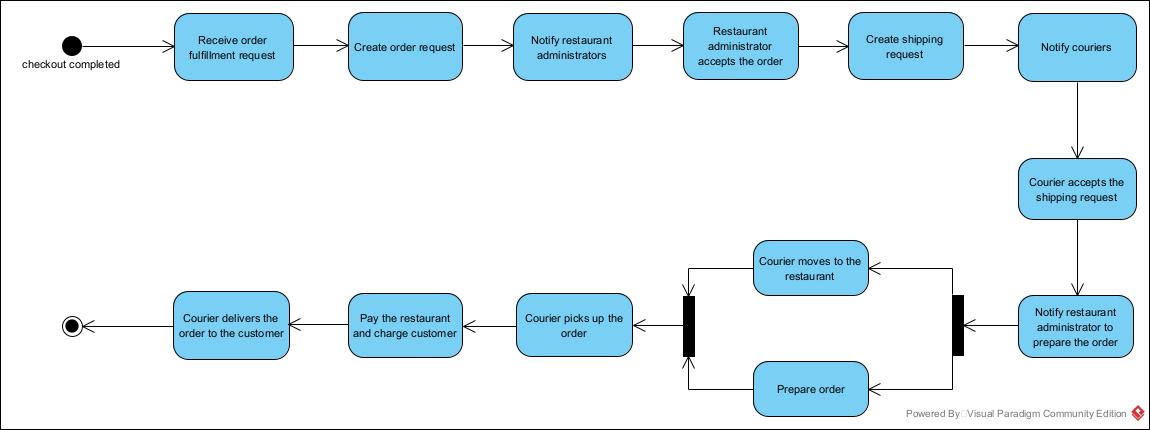 checkout completed
Receive order
fulfillment request
Create order request
Notify restaurant
administrators
Restaurant
administrator
accepts the order
Create shipping
request
Notify couriers
Courier accepts the
shipping request
Notify restaurant
administrator to
prepare the order
Courier moves to the
restaurant
Prepare order
Courier picks up the
order
Pay the restaurant
and charge customer
Courier delivers the
order to the customer
Powered By Visual Paradigm Community Edition